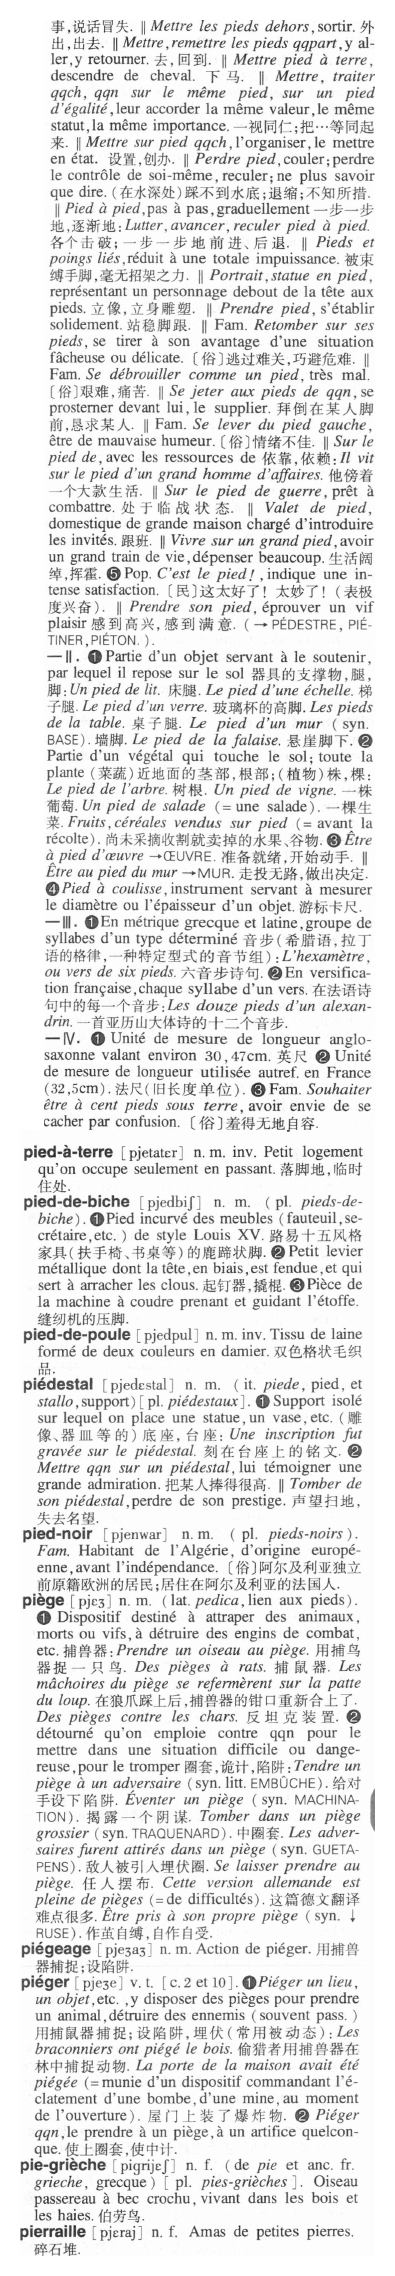 事,说话冒失. ‖ Mettre les pieds dehors, sortir. 外
出,出去. ‖ Mettre, remettre les pieds qqpart, y al-
ler, y retourner. 去, 回到. ‖ Mettre pied à terre,
descendre de cheval. 下马. ‖ Mettre, traiter
qqch, qqn sur le même pied, sur un pied
d'égalité, leur accorder la même valeur, le même
statut, la même importance. 一视同仁;把…等同起
来. ‖ Mettre sur pied qqch, l'organiser, le mettre
en état. 设置,创办. ‖ Perdre pied, couler; perdre
le contrôle de soi-même, reculer; ne plus savoir
que dire. (在水深处)踩不到水底;退缩;不知所措.
‖ Pied à pied, pas à pas, graduellement 一步一步
地,逐渐地: Lutter, avancer, reculer pied à pied.
各个击破;一步一步地前进、后退. ‖ Pieds et
poings liés, réduit à une totale impuissance. 被束
缚手脚,毫无招架之力. ‖ Portrait, statue en pied,
représentant un personnage debout de la tête aux
pieds. 立像,立身雕塑. ‖ Prendre pied, s'établir
solidement. 站稳脚跟. ‖ Fam. Retomber sur ses
pieds, se tirer à son avantage d'une situation
fâcheuse ou délicate. 〔俗〕逃过难关,巧避危难. ‖
Fam. Se débrouiller comme un pied, très mal.
〔俗〕艰难,痛苦. ‖ Se jeter aux pieds de qqn, se
prosterner devant lui, le supplier. 拜倒在某人脚
前,恳求某人. ‖ Fam. Se lever du pied gauche,
être de mauvaise humeur. 〔俗〕情绪不佳. ‖ Sur le
pied de, avec les ressources de 依靠,依赖: Il vit
sur le pied d'un grand homme d'affaires. 他傍着
一个大款生活. ‖ Sur le pied de guerre, prêt à
combattre. 处于临战状态. ‖ Valet de pied,
domestique de grande maison chargé d'introduire
les invités. 跟班. ‖ Vivre sur un grand pied, avoir
un grand train de vie, dépenser beaucoup. 生活阔
绰,挥霍. ❺ Pop. C'est le pied!, indique une in-
tense satisfaction. 〔民〕这太好了! 太妙了!(表极
度兴奋). ‖ Prendre son pied, éprouver un vif
plaisir 感到高兴,感到满意. (→ PÉDESTRE, PIÉ-
TINER, PIÉTON.).
—Ⅱ. ❶ Partie d'un objet servant à le soutenir,
par lequel il repose sur le sol 器具的支撑物,腿,
脚: Un pied de lit. 床腿. Le pied d'une échelle. 梯
子腿. Le pied d'un verre. 玻璃杯的高脚. Les pieds
de la table. 桌子腿. Le pied d'un mur (syn.
BASE). 墙脚. Le pied de la falaise. 悬崖脚下. ❷
Partie d'un végétal qui touche le sol; toute la
plante (菜蔬)近地面的茎部,根部;(植物)株,棵:
Le pied de l'arbre. 树根. Un pied de vigne. 一株
葡萄. Un pied de salade (= une salade). 一棵生
菜. Fruits, céréales vendus sur pied (= avant la
récolte). 尚未采摘收割就卖掉的水果、谷物. ❸ Être
à pied d'œuvre →ŒUVRE. 准备就绪,开始动手. ‖
Être au pied du mur →MUR. 走投无路,做出决定.
❹ Pied à coulisse, instrument servant à mesurer
le diamètre ou l'épaisseur d'un objet. 游标卡尺.
—Ⅲ. ❶ En métrique grecque et latine, groupe de
syllabes d'un type déterminé 音步(希腊语,拉丁
语的格律,一种特定型式的音节组): L'hexamètre,
ou vers de six pieds. 六音步诗句. ❷ En versifica-
tion française, chaque syllabe d'un vers. 在法语诗
句中的每一个音步: Les douze pieds d'un alexan-
drin. 一首亚历山大体诗的十二个音步.
—Ⅳ. ❶ Unité de mesure de longueur anglo-
saxonne valant environ 30,47cm. 英尺 ❷ Unité
de mesure de longueur utilisée autref. en France
(32,5cm). 法尺(旧长度单位). ❸ Fam. Souhaiter
être à cent pieds sous terre, avoir envie de se
cacher par confusion. 〔俗〕羞得无地自容.
pied-à-terre [pjetatɛr] n. m. inv. Petit logement
qu'on occupe seulement en passant. 落脚地,临时
住处.
pied-de-biche [pjedbiʃ] n. m. (pl. pieds-de-
biche). ❶ Pied incurvé des meubles (fauteuil, se-
crétaire, etc.) de style Louis XV. 路易十五风格
家具(扶手椅、书桌等)的鹿蹄状脚. ❷ Petit levier
métallique dont la tête, en biais, est fendue, et qui
sert à arracher les clous. 起钉器,撬棍. ❸ Pièce de
la machine à coudre prenant et guidant l'étoffe.
缝纫机的压脚.
pied-de-poule [pjedpul] n. m. inv. Tissu de laine
formé de deux couleurs en damier. 双色格状毛织
品.
piédestal [pjedɛstal] n. m. (it. piede, pied, et
stallo, support) [pl. piédestaux]. ❶ Support isolé
sur lequel on place une statue, un vase, etc. (雕
像、器皿等的)底座,台座: Une inscription fut
gravée sur le piédestal. 刻在台座上的铭文. ❷
Mettre qqn sur un piédestal, lui témoigner une
grande admiration. 把某人捧得很高. ‖ Tomber de
son piédestal, perdre de son prestige. 声望扫地,
失去名望.
pied-noir [pjenwar] n. m. (pl. pieds-noirs).
Fam. Habitant de l'Algérie, d'origine europé-
enne, avant l'indépendance. 〔俗〕阿尔及利亚独立
前原籍欧洲的居民;居住在阿尔及利亚的法国人.
piège [pjɛʒ] n. m. (lat. pedica, lien aux pieds).
❶ Dispositif destiné à attraper des animaux,
morts ou vifs, à détruire des engins de combat,
etc. 捕兽器: Prendre un oiseau au piège. 用捕鸟
器捉一只鸟. Des pièges à rats. 捕鼠器. Les
mâchoires du piège se refermèrent sur la patte
du loup. 在狼爪踩上后,捕兽器的钳口重新合上了.
Des pièges contre les chars. 反坦克装置. ❷
détourné qu'on emploie contre qqn pour le
mettre dans une situation difficile ou dange-
reuse, pour le tromper 圈套,诡计,陷阱: Tendre un
piège à un adversaire (syn. litt. EMBÛCHE). 给对
手设下陷阱. Éventer un piège (syn. MACHINA-
TION). 揭露一个阴谋. Tomber dans un piège
grossier (syn. TRAQUENARD). 中圈套. Les adver-
saires furent attirés dans un piège (syn. GUETA-
PENS). 敌人被引入埋伏圈. Se laisser prendre au
piège. 任人摆布. Cette version allemande est
pleine de pièges (= de difficultés). 这篇德文翻译
难点很多. Être pris à son propre piège (syn. ↓
RUSE). 作茧自缚,自作自受.
piégeage [pjeʒaʒ] n. m. Action de piéger. 用捕兽
器捕捉;设陷阱.
piéger [pjeʒe] v. t. [c. 2 et 10]. ❶ Piéger un lieu,
un objet, etc., y disposer des pièges pour prendre
un animal, détruire des ennemis (souvent pass.)
用捕鼠器捕捉;设陷阱,埋伏(常用被动态): Les
braconniers ont piégé le bois. 偷猎者用捕兽器在
林中捕捉动物. La porte de la maison avait été
piégée (= munie d'un dispositif commandant l'é-
clatement d'une bombe, d'une mine, au moment
de l'ouverture). 屋门上装了爆炸物. ❷ Piéger
qqn, le prendre à un piège, à un artifice quelcon-
que. 使上圈套,使中计.
pie-grièche [pigrijɛʃ] n. f. (de pie et anc. fr.
grieche, grecque) [pl. pies-grièches]. Oiseau
passereau à bec crochu, vivant dans les bois et
les haies. 伯劳鸟.
pierraille [pjɛraj] n. f. Amas de petites pierres.
碎石堆.